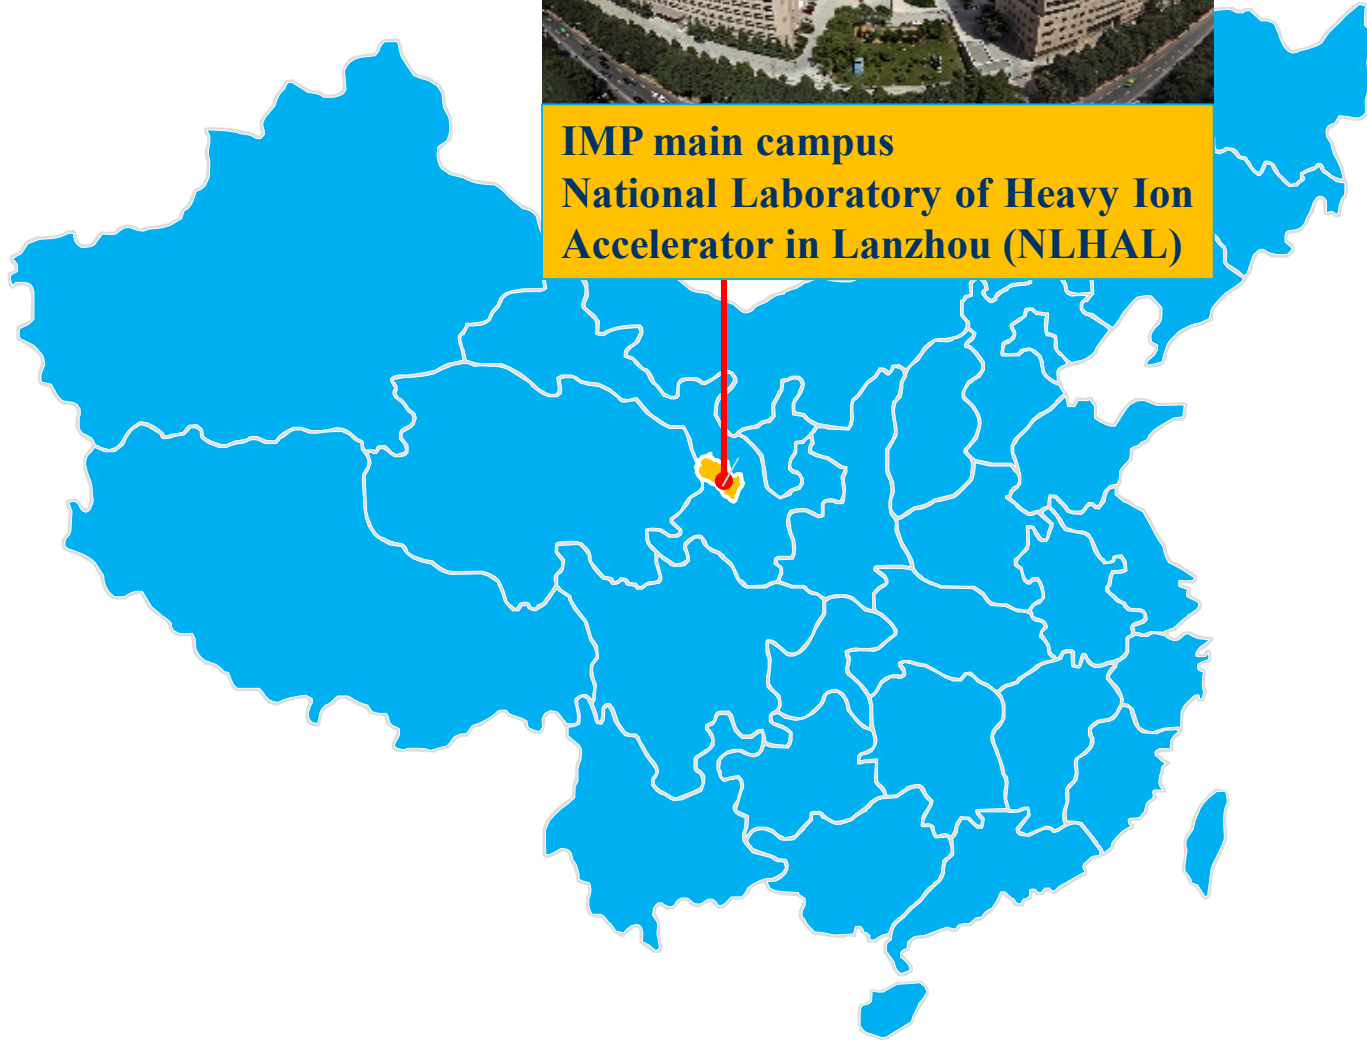 IMP main campus
National Laboratory of Heavy Ion
Accelerator in Lanzhou (NLHAL)